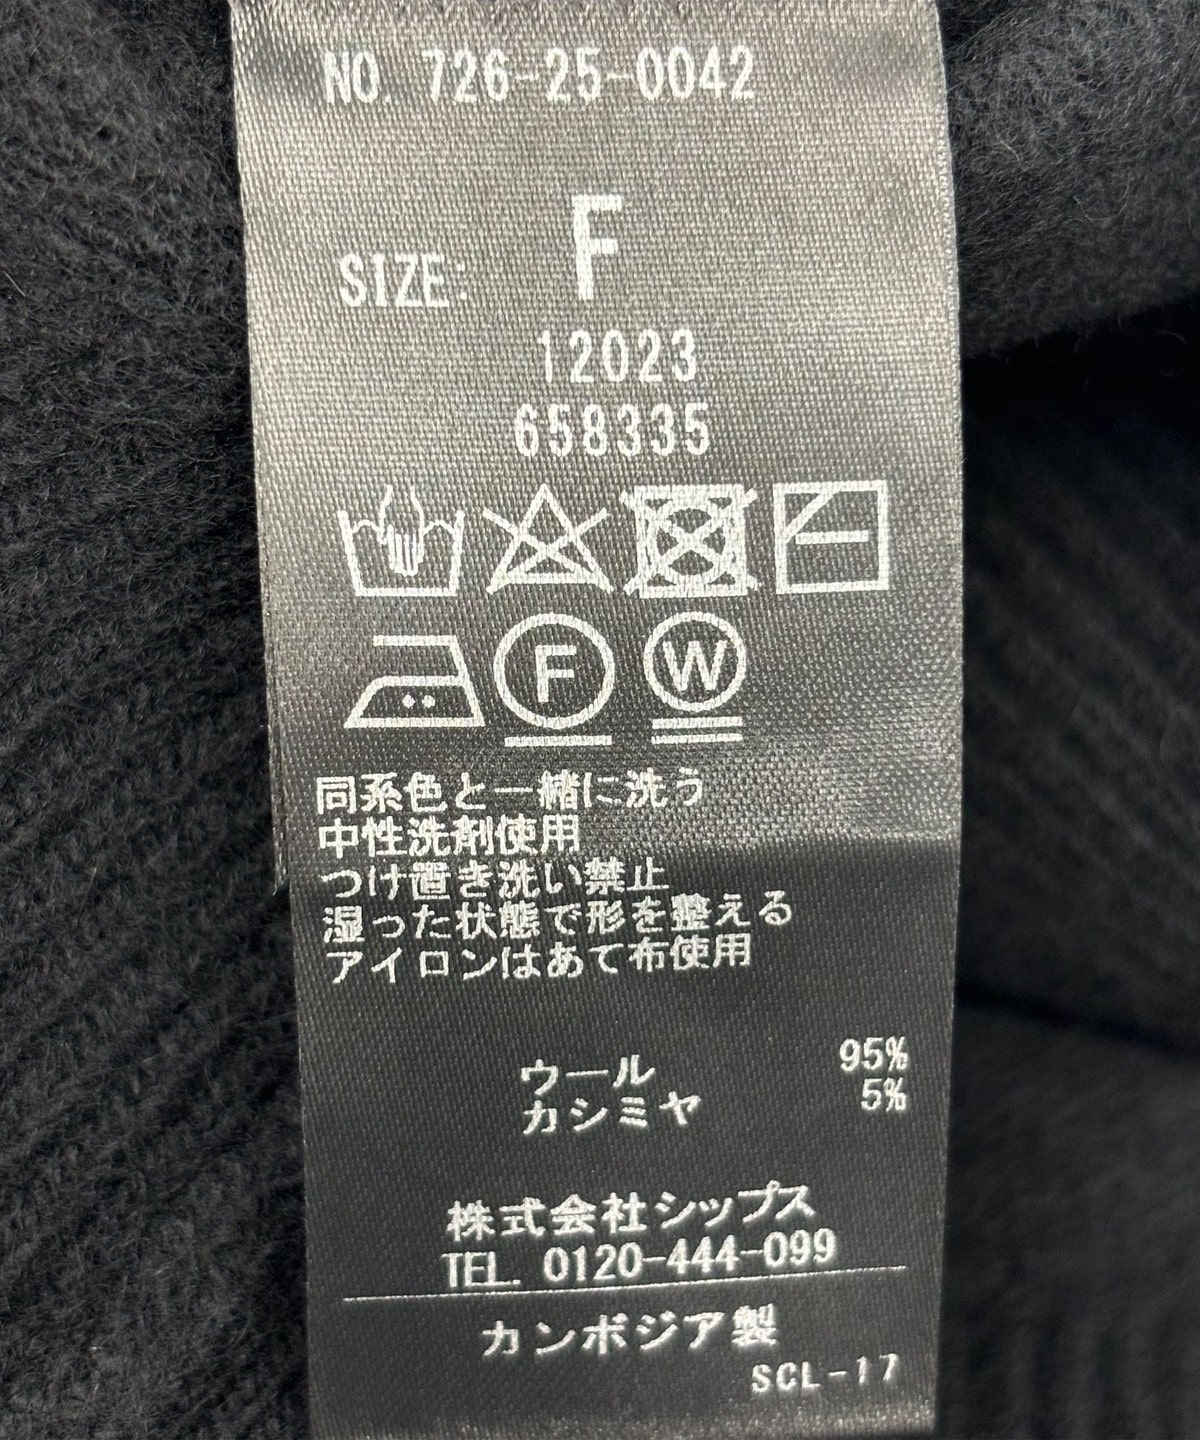 NO. 726-25-0042
SIZE: F
12023
658335
F W
同系色と一緒に洗う
中性洗剤使用
つけ置き洗い禁止
湿った状態で形を整える
アイロンはあて布使用
ウール 95%
カシミヤ 5%
株式会社シップス
TEL. 0120-444-099
カンボジア製
SCL-17